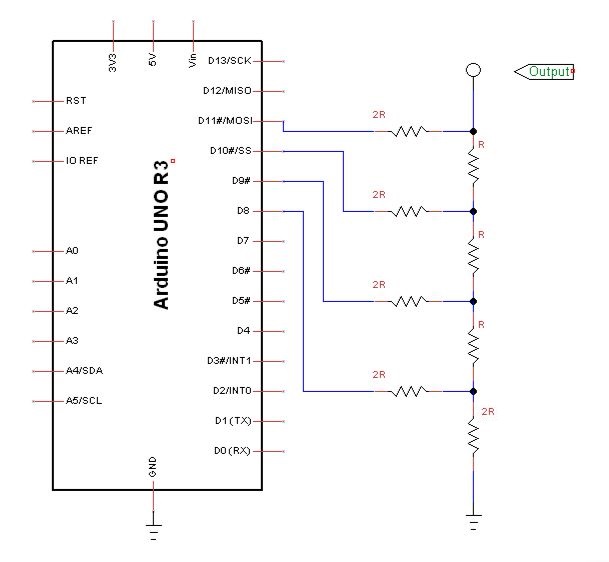 3V3
5V
Vin
RST
AREF
IO REF
A0
A1
A2
A3
A4/SDA
A5/SCL
Arduino UNO R3
GND
D13/SCK
D12/MISO
D11#/MOSI
D10#/SS
D9#
D8
D7
D6#
D5#
D4
D3#/INT1
D2/INT0
D1(TX)
D0(RX)
Output
2R
R
2R
R
2R
R
2R
2R